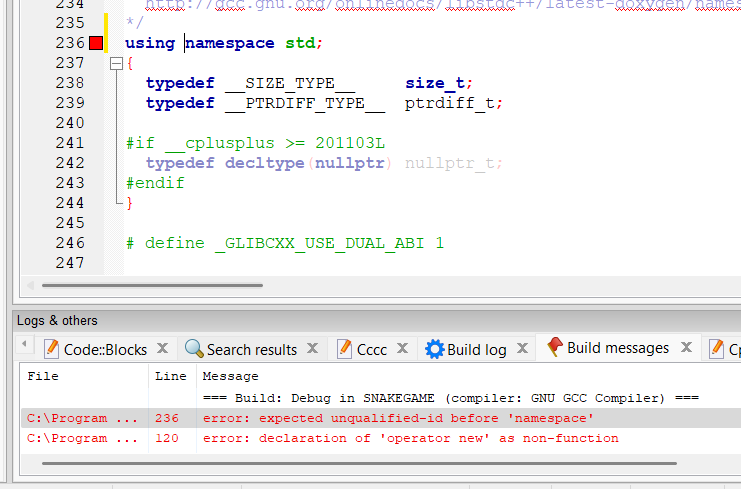 234 http://gcc.gnu.org/onlinedocs/libstdc++/latest-doxygen/names
235 */
236 using namespace std;
237 {
238 typedef __SIZE_TYPE__ size_t;
239 typedef __PTRDIFF_TYPE__ ptrdiff_t;
240
241 #if __cplusplus >= 201103L
242 typedef decltype(nullptr) nullptr_t;
243 #endif
244 }
245
246 # define _GLIBCXX_USE_DUAL_ABI 1
247
Logs & others
Code::Blocks X Search results X Cccc X Build log X Build messages X Cp
File Line Message
=== Build: Debug in SNAKEGAME (compiler: GNU GCC Compiler) ===
C:\Program ... 236 error: expected unqualified-id before 'namespace'
C:\Program ... 120 error: declaration of 'operator new' as non-function